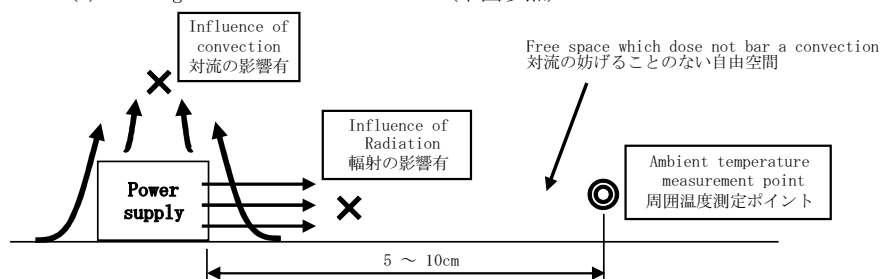 Influence of
convection
対流の影響有
Free space which dose not bar a convection
対流の妨げることのない自由空間
Influence of
Radiation
輻射の影響有
Ambient temperature
measurement point
周囲温度測定ポイント
Power
supply
5 ～ 10cm